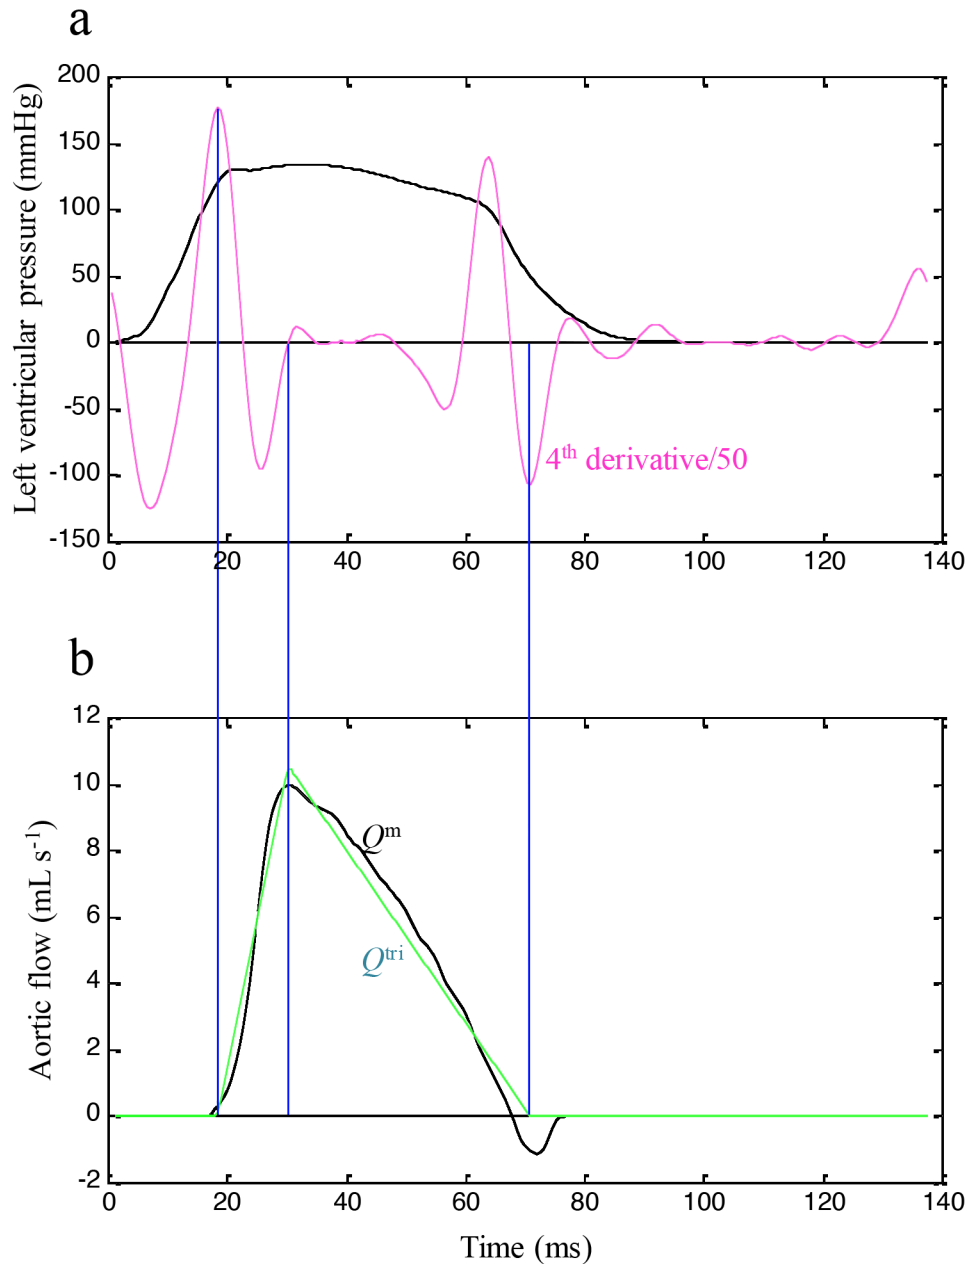 a
Left ventricular pressure (mmHg)
200
150
100
50
0
-50
-100
-150
4th derivative/50
0 20 40 60 80 100 120 140
b
Aortic flow (mL s-1)
12
10
8
6
4
2
0
-2
Qm
Qtri
0 20 40 60 80 100 120 140
Time (ms)